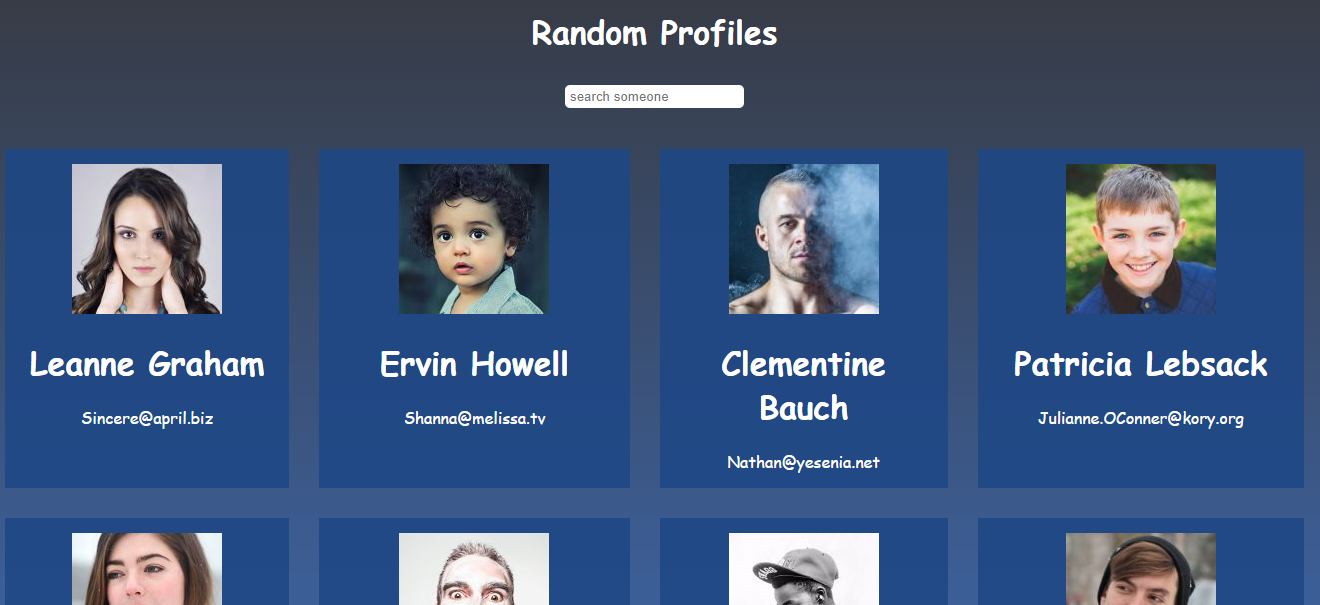 Random Profiles
search someone
Leanne Graham
Sincere@april.biz
Ervin Howell
Shanna@melissa.tv
Clementine
Bauch
Nathan@yesenia.net
Patricia Lebsack
Julianne.OConner@kory.org